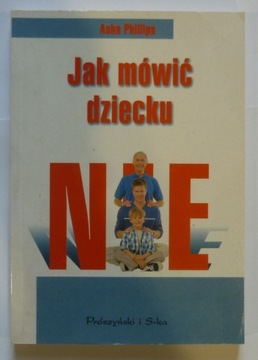 Asha Phillips
Jak mówić
dziecku
NIE
Prószyński i S-ka